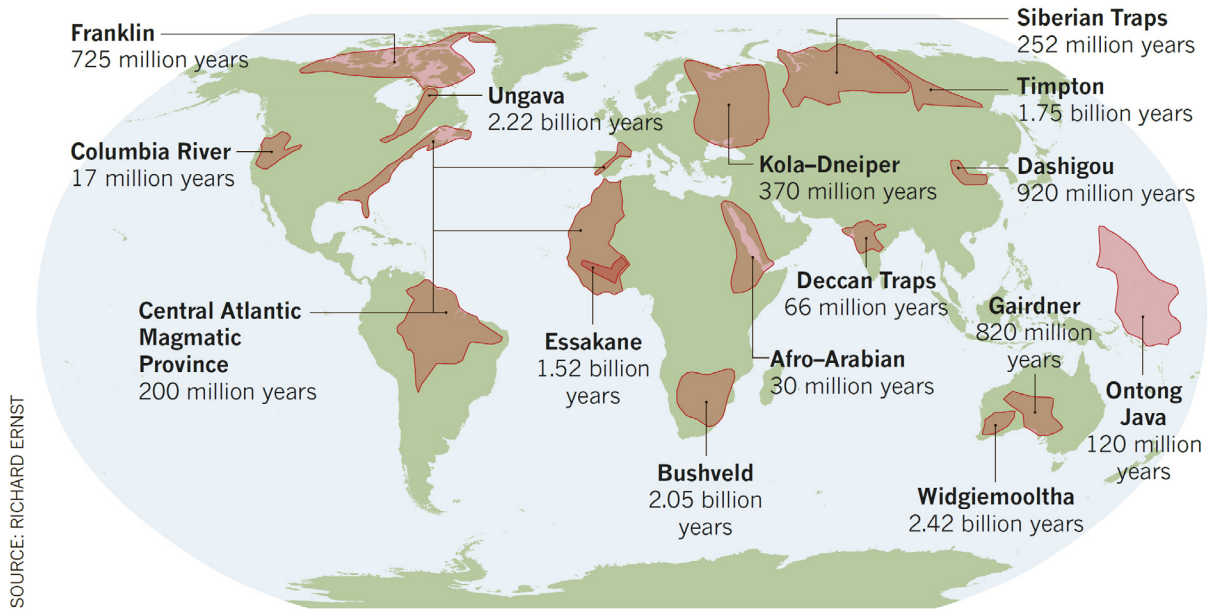 Franklin
725 million years
Ungava
2.22 billion years
Columbia River
17 million years
Central Atlantic
Magmatic
Province
200 million years
Siberian Traps
252 million years
Timpton
1.75 billion years
Kola–Dneiper
370 million years
Dashigou
920 million years
Deccan Traps
66 million years
Gairdner
820 million
years
Essakane
1.52 billion
years
Afro–Arabian
30 million years
Ontong
Java
120 million
years
Bushveld
2.05 billion
years
Widgiemooltha
2.42 billion years
SOURCE: RICHARD ERNST